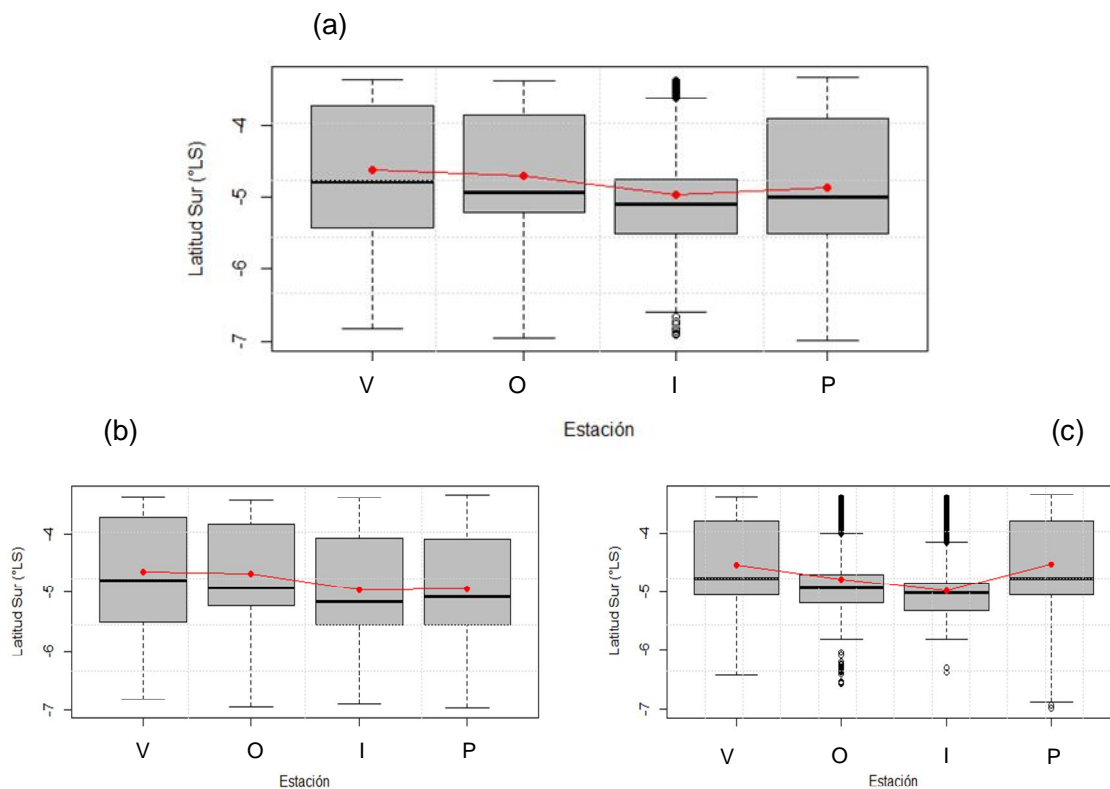 (a)
Latitud Sur (°LS)
-4
-5
-6
-7
V O I P
Estación
(b)
Latitud Sur (°LS)
-4
-5
-6
-7
V O I P
Estación
(c)
Latitud Sur (°LS)
-4
-5
-6
-7
V O I P
Estación